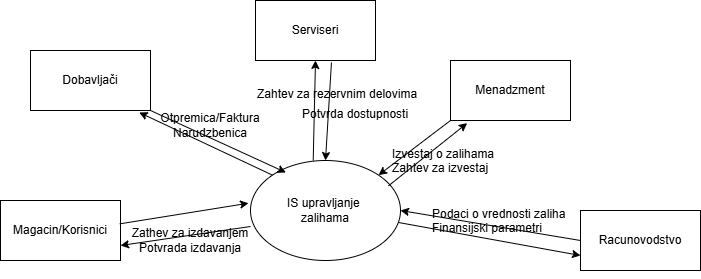 Serviseri
Dobavljači
Menadzment
Zahtev za rezervnim delovima
Potvrda dostupnosti
Otpremica/Faktura
Narudzbenica
Izvestaj o zalihama
Zahtev za izvestaj
IS upravljanje
zalihama
Magacin/Korisnici
Zathev za izdavanjem
Potvrada izdavanja
Podaci o vrednosti zaliha
Finansijski parametri
Racunovodstvo